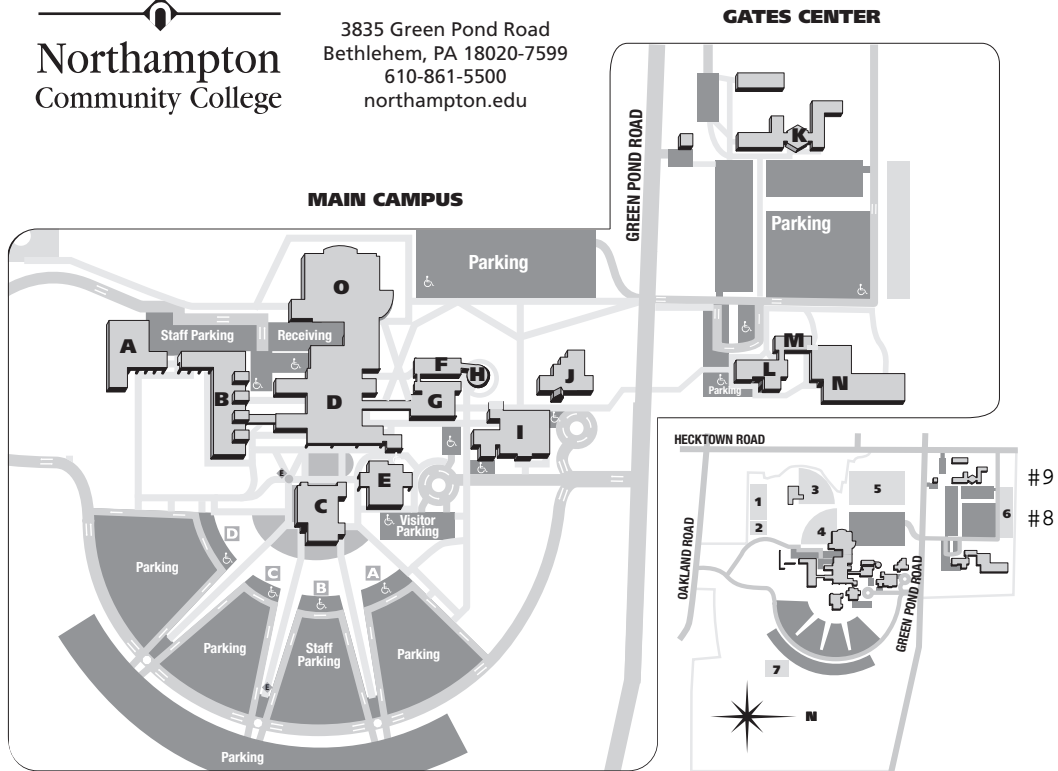 Northampton
Community College
3835 Green Pond Road
Bethlehem, PA 18020-7599
610-861-5500
northampton.edu
GATES CENTER
MAIN CAMPUS
GREEN POND ROAD
K
Parking
Parking
O
A
Staff Parking
Receiving
B
D
F
H
G
J
I
M
L
N
Parking
E
C
Visitor
Parking
D
C
B
A
Parking
Parking
Staff
Parking
Parking
E
E
Parking
HECKTOWN ROAD
OAKLAND ROAD
GREEN POND ROAD
1
2
3
4
5
6
7
#9
#8
N